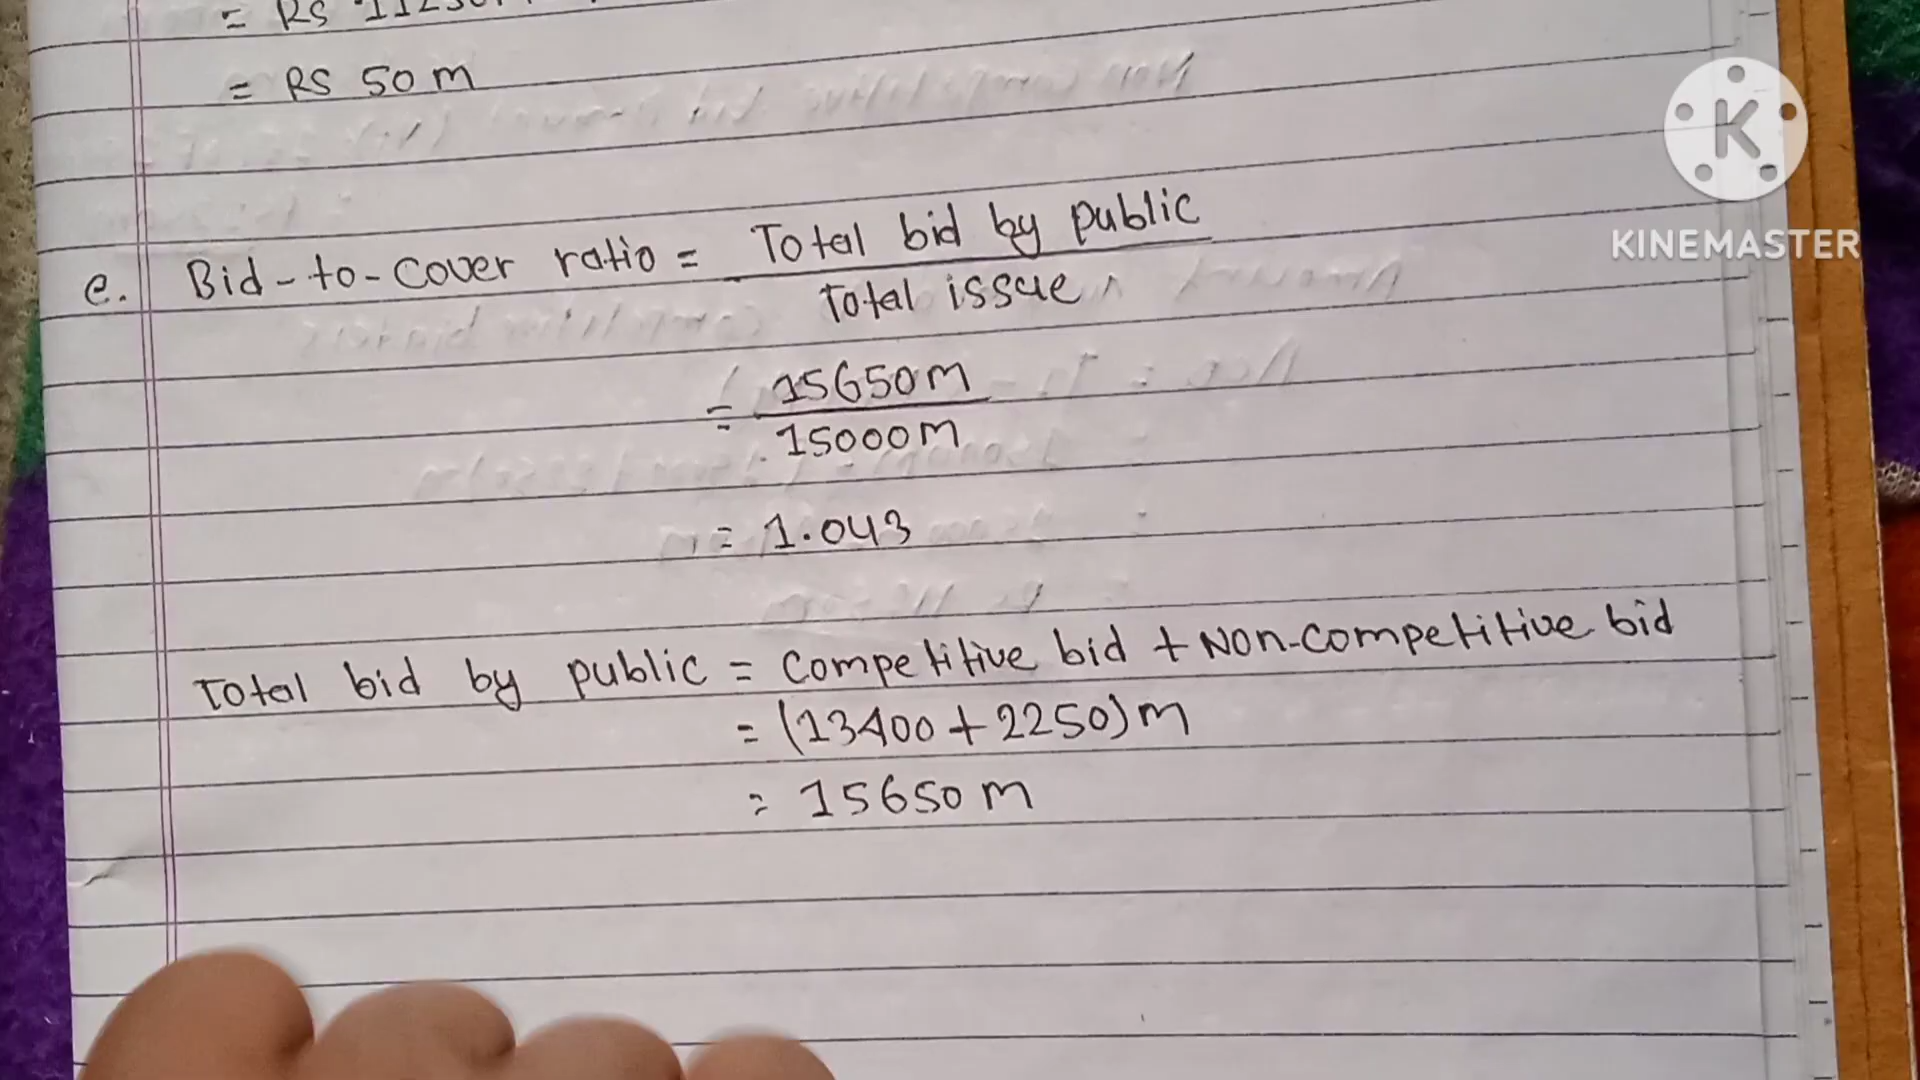 = RS
= RS 50 m
e. Bid-to-cover ratio = Total bid by public
Total issue
= 15650m
15000m
= 1.043
Total bid by public = competitive bid + Non-competitive bid
= (13400 + 2250) m
= 15650 m
K
KINEMASTER